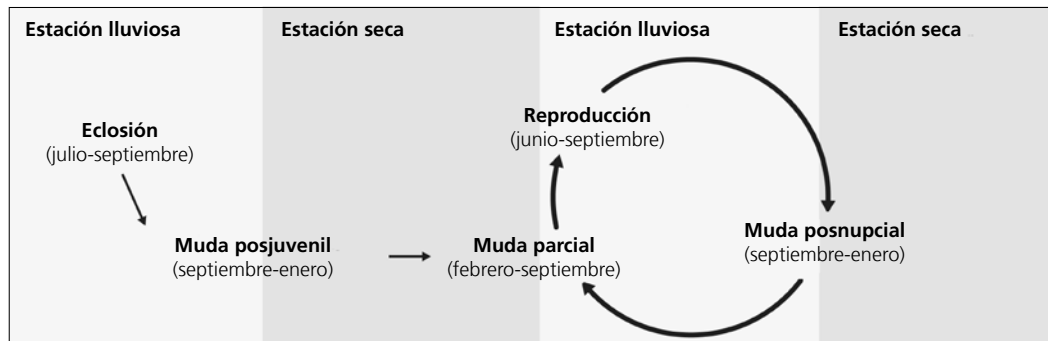 Estación lluviosa
Estación seca
Estación lluviosa
Estación seca
Reproducción
(junio-septiembre)
Eclosión
(julio-septiembre)
Muda posjuvenil
(septiembre-enero)
Muda parcial
(febrero-septiembre)
Muda posnupcial
(septiembre-enero)